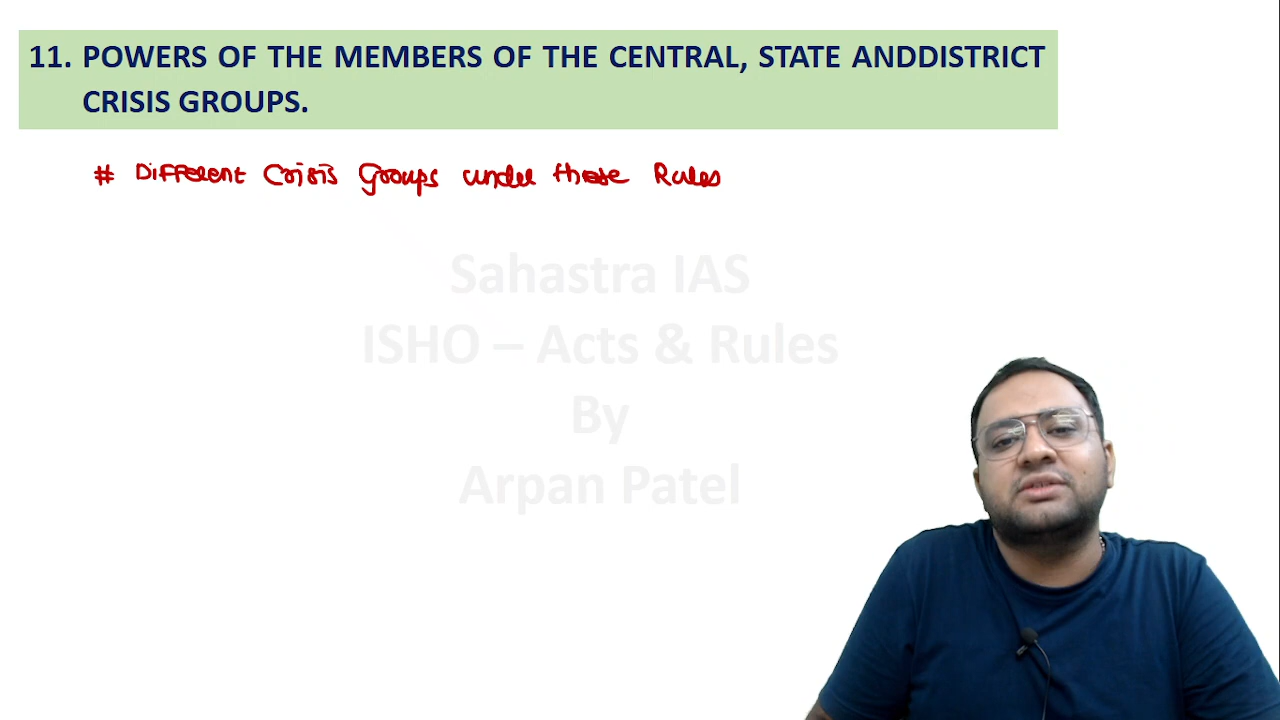 11. POWERS OF THE MEMBERS OF THE CENTRAL, STATE ANDDISTRICT
CRISIS GROUPS.
# Different Crisis Groups under these Rules
Sahastra IAS
ISHO – Acts & Rules
By
Arpan Patel